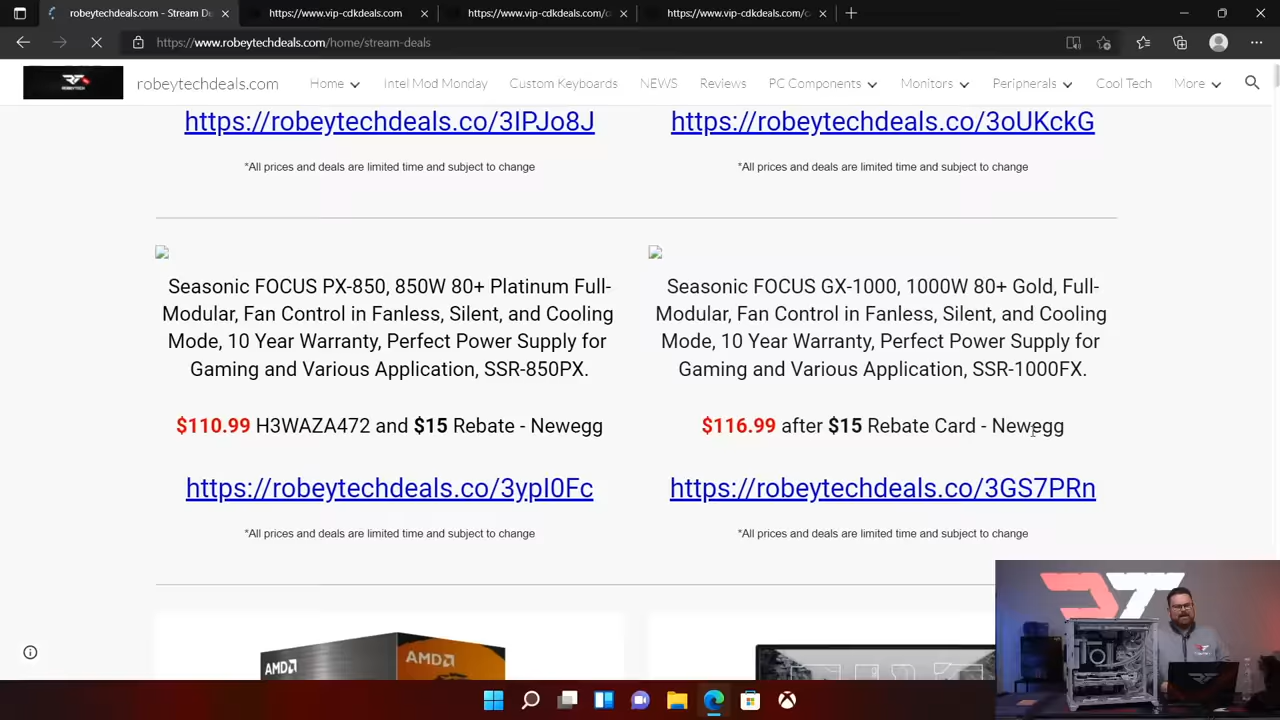 robeytechdeals.com - Stream De
https://www.vip-cdkdeals.com
https://www.vip-cdkdeals.com/c
https://www.vip-cdkdeals.com/c
https://www.robeytechdeals.com/home/stream-deals
robeytechdeals.com
Home
Intel Mod Monday
Custom Keyboards
NEWS
Reviews
PC Components
Monitors
Peripherals
Cool Tech
More
https://robeytechdeals.co/3lPJo8J
*All prices and deals are limited time and subject to change
https://robeytechdeals.co/3oUKckG
*All prices and deals are limited time and subject to change
Seasonic FOCUS PX-850, 850W 80+ Platinum Full-
Modular, Fan Control in Fanless, Silent, and Cooling
Mode, 10 Year Warranty, Perfect Power Supply for
Gaming and Various Application, SSR-850PX.
$110.99 H3WAZA472 and $15 Rebate - Newegg
https://robeytechdeals.co/3ypI0Fc
*All prices and deals are limited time and subject to change
Seasonic FOCUS GX-1000, 1000W 80+ Gold, Full-
Modular, Fan Control in Fanless, Silent, and Cooling
Mode, 10 Year Warranty, Perfect Power Supply for
Gaming and Various Application, SSR-1000FX.
$116.99 after $15 Rebate Card - Newegg
https://robeytechdeals.co/3GS7PRn
*All prices and deals are limited time and subject to change
AMD
AMD